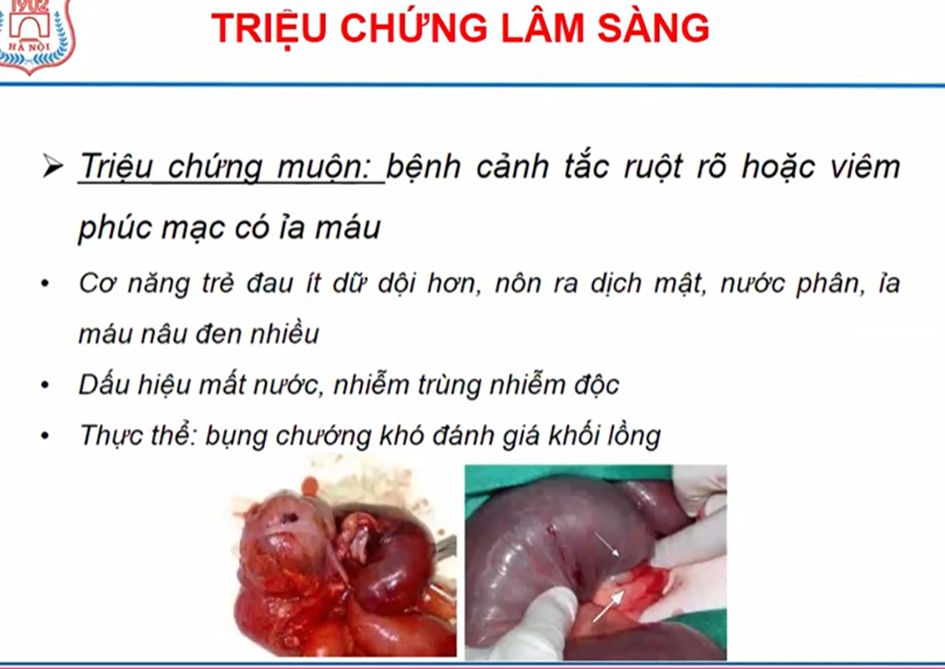 1902
HÀ NỘI
TRIỆU CHỨNG LÂM SÀNG
➢ Triệu chứng muộn: bệnh cảnh tắc ruột rõ hoặc viêm
phúc mạc có ỉa máu
• Cơ năng trẻ đau ít dữ dội hơn, nôn ra dịch mật, nước phân, ỉa
máu nâu đen nhiều
• Dấu hiệu mất nước, nhiễm trùng nhiễm độc
• Thực thể: bụng chướng khó đánh giá khối lồng